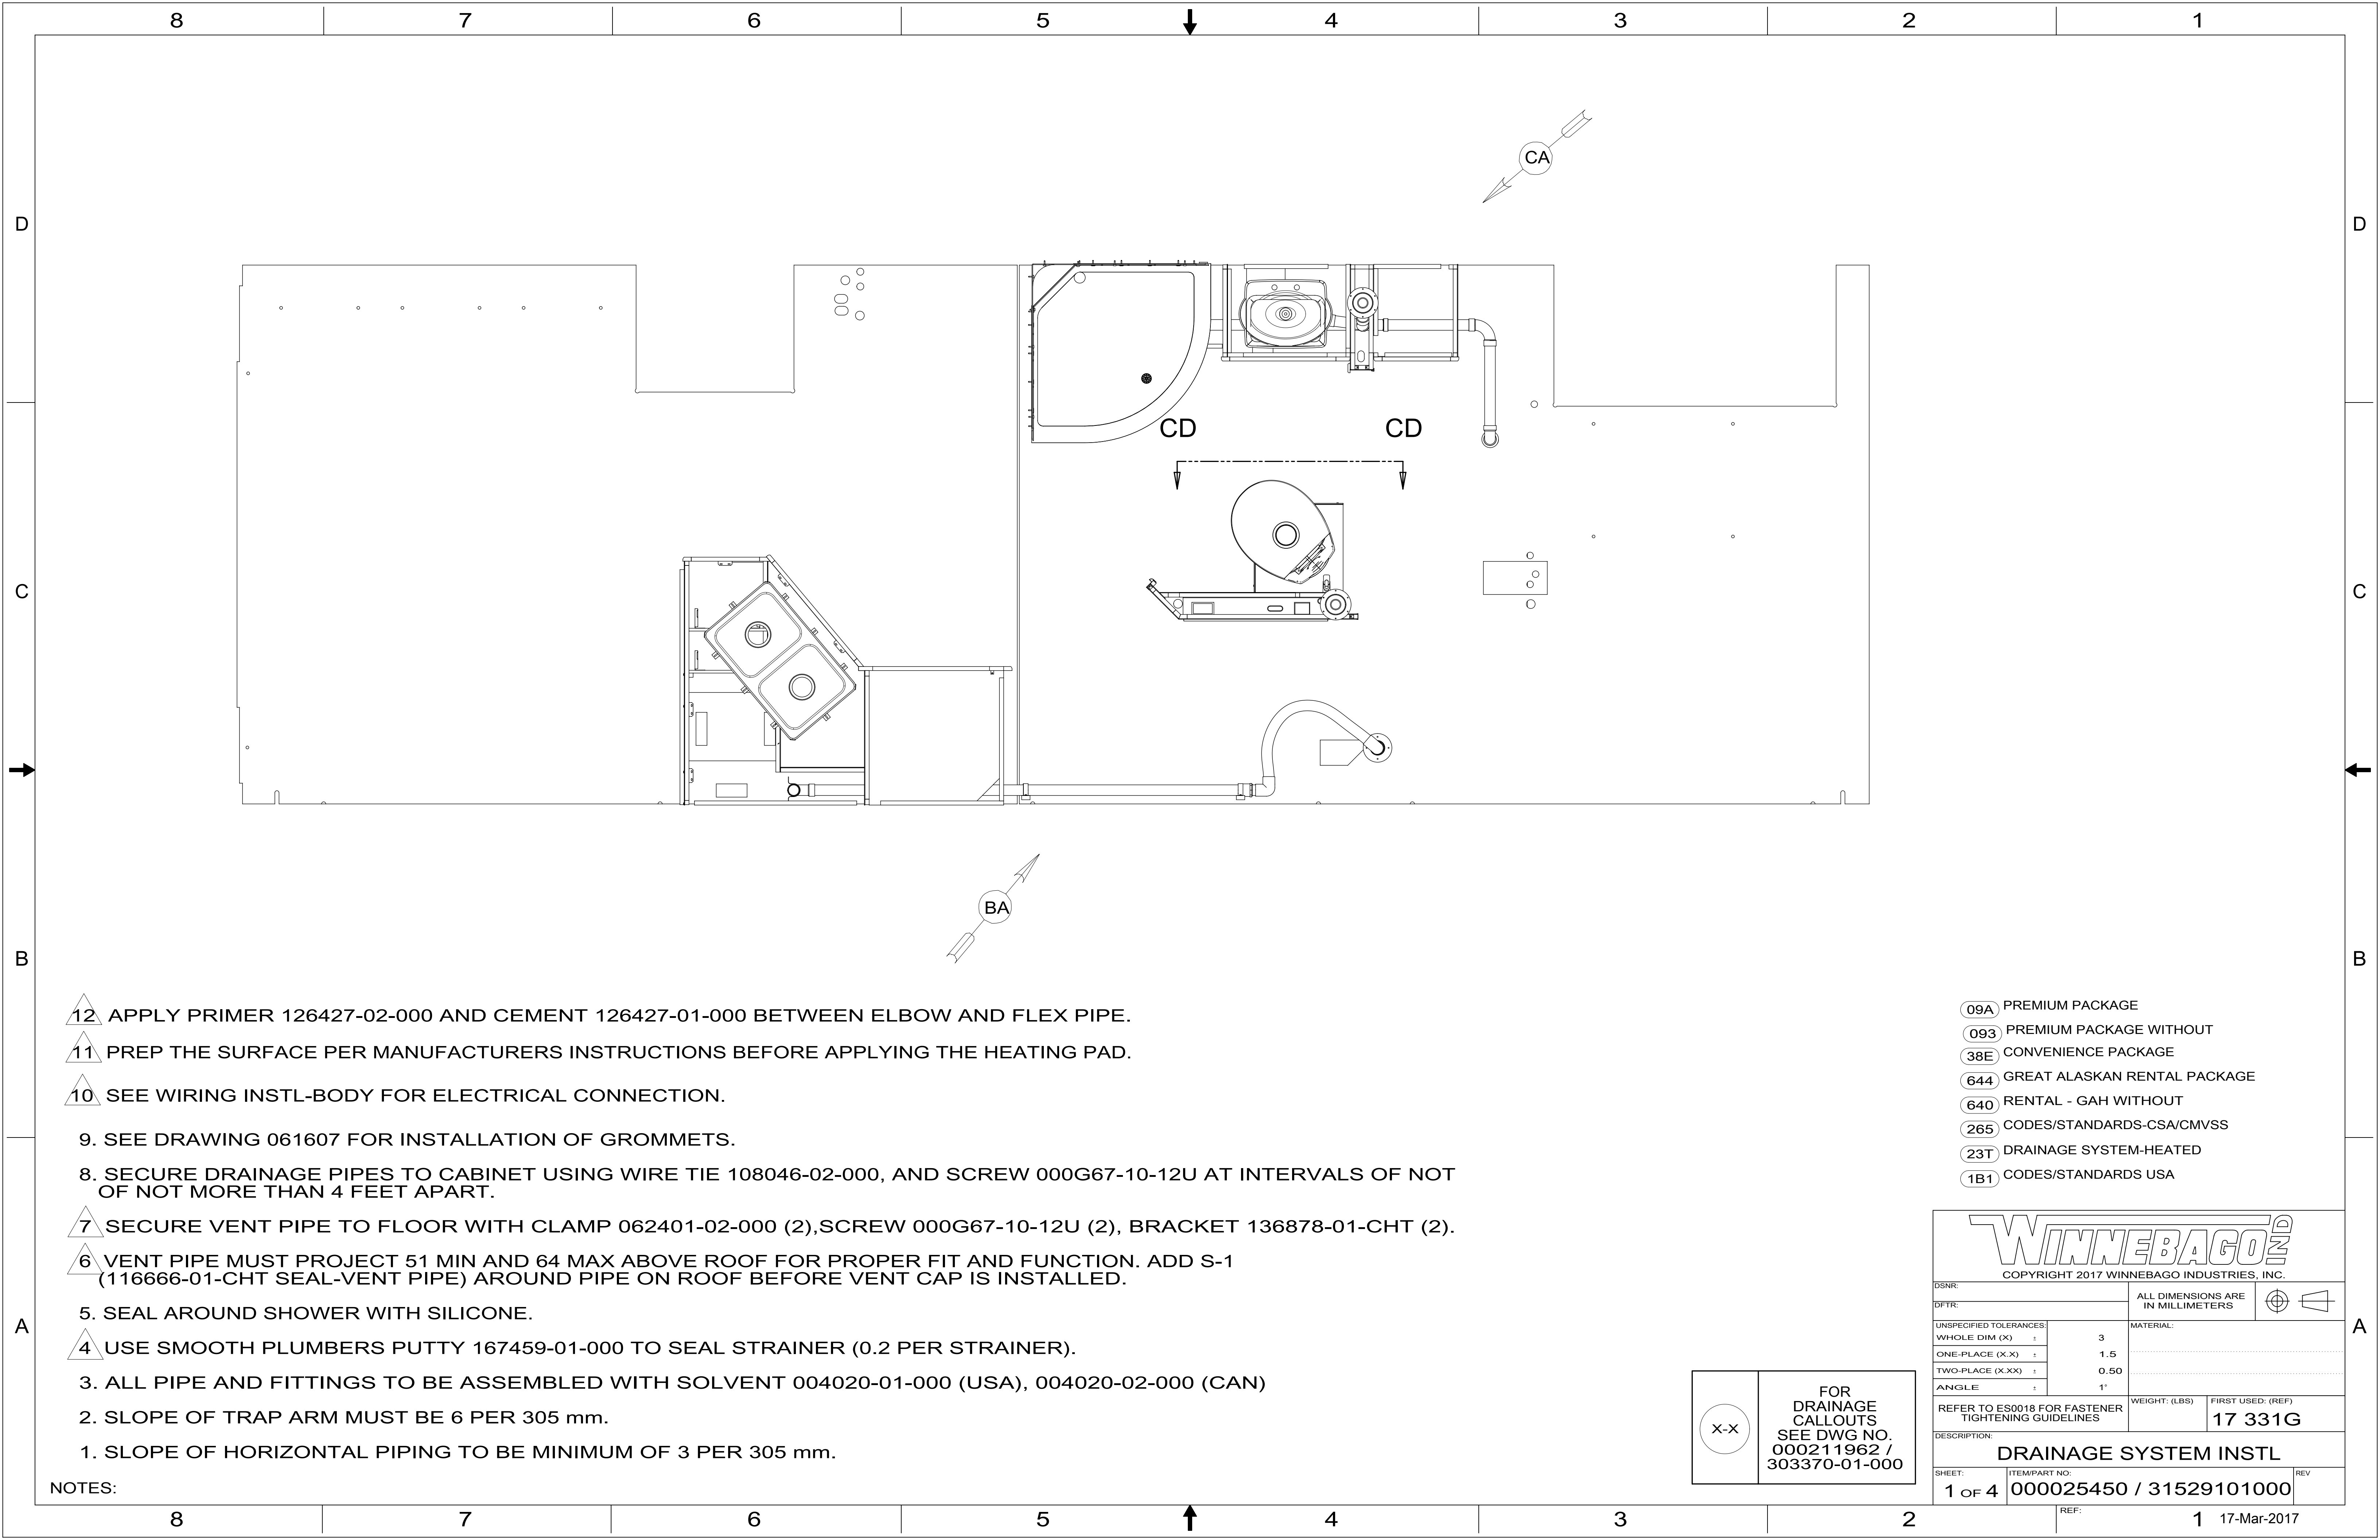 8 7 6 5 4 3 2 1
CA
D D
CD CD
C C
BA
B B
12 APPLY PRIMER 126427-02-000 AND CEMENT 126427-01-000 BETWEEN ELBOW AND FLEX PIPE.
11 PREP THE SURFACE PER MANUFACTURERS INSTRUCTIONS BEFORE APPLYING THE HEATING PAD.
10 SEE WIRING INSTL-BODY FOR ELECTRICAL CONNECTION.
9. SEE DRAWING 061607 FOR INSTALLATION OF GROMMETS.
8. SECURE DRAINAGE PIPES TO CABINET USING WIRE TIE 108046-02-000, AND SCREW 000G67-10-12U AT INTERVALS OF NOT
OF NOT MORE THAN 4 FEET APART.
7 SECURE VENT PIPE TO FLOOR WITH CLAMP 062401-02-000 (2),SCREW 000G67-10-12U (2), BRACKET 136878-01-CHT (2).
6 VENT PIPE MUST PROJECT 51 MIN AND 64 MAX ABOVE ROOF FOR PROPER FIT AND FUNCTION. ADD S-1
(116666-01-CHT SEAL-VENT PIPE) AROUND PIPE ON ROOF BEFORE VENT CAP IS INSTALLED.
5. SEAL AROUND SHOWER WITH SILICONE.
4 USE SMOOTH PLUMBERS PUTTY 167459-01-000 TO SEAL STRAINER (0.2 PER STRAINER).
3. ALL PIPE AND FITTINGS TO BE ASSEMBLED WITH SOLVENT 004020-01-000 (USA), 004020-02-000 (CAN)
2. SLOPE OF TRAP ARM MUST BE 6 PER 305 mm.
1. SLOPE OF HORIZONTAL PIPING TO BE MINIMUM OF 3 PER 305 mm.
NOTES:
09A PREMIUM PACKAGE
093 PREMIUM PACKAGE WITHOUT
38E CONVENIENCE PACKAGE
644 GREAT ALASKAN RENTAL PACKAGE
640 RENTAL - GAH WITHOUT
265 CODES/STANDARDS-CSA/CMVSS
23T DRAINAGE SYSTEM-HEATED
1B1 CODES/STANDARDS USA
A A
X-X
FOR
DRAINAGE
CALLOUTS
SEE DWG NO.
000211962 /
303370-01-000
WINNEBAGO IND
COPYRIGHT 2017 WINNEBAGO INDUSTRIES, INC.
DSNR:
DFTR:
ALL DIMENSIONS ARE
IN MILLIMETERS
UNSPECIFIED TOLERANCES:
WHOLE DIM (X) ± 3
ONE-PLACE (X.X) ± 1.5
TWO-PLACE (X.XX) ± 0.50
ANGLE ± 1°
MATERIAL:
REFER TO ES0018 FOR FASTENER
TIGHTENING GUIDELINES
WEIGHT: (LBS)
FIRST USED: (REF)
17 331G
DESCRIPTION:
DRAINAGE SYSTEM INSTL
SHEET:
1 OF 4
ITEM/PART NO:
000025450 / 31529101000
REV
8 7 6 5 4 3 2 1
REF:
17-Mar-2017